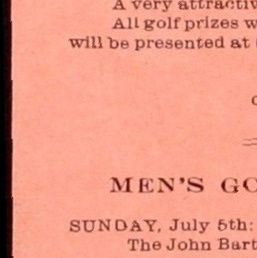 A very attractiv
All golf prizes w
will be presented at
MEN'S GO
SUNDAY, July 5th:
The John Bart